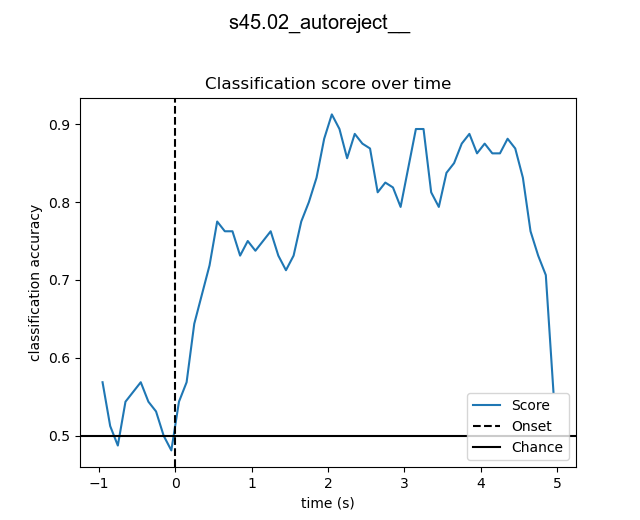 s45.02_autoreject__
Classification score over time
classification accuracy
0.9
0.8
0.7
0.6
0.5
Score
Onset
Chance
−1
0
1
2
3
4
5
time (s)